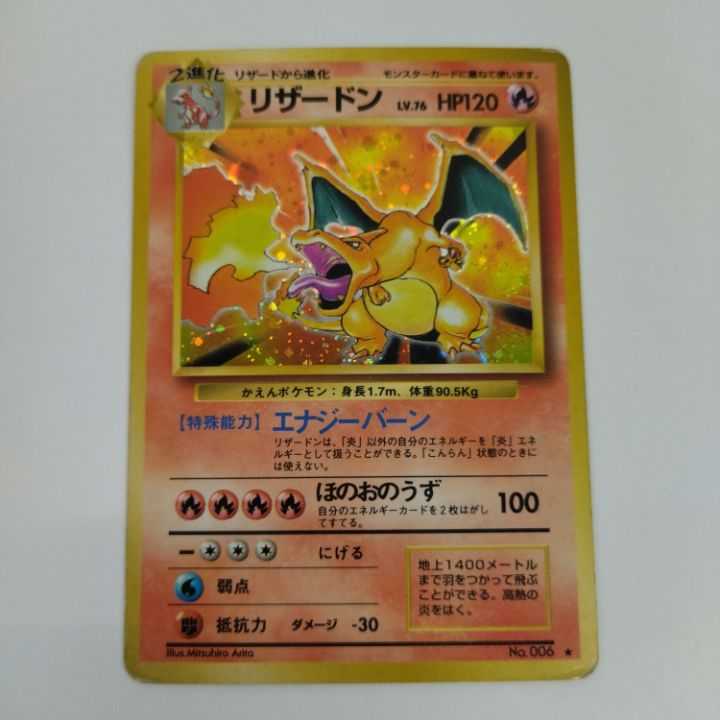 2進化 リザードから進化 モンスターカードに重ねて使います。
リザードン LV.76 HP120
かえんポケモン：身長1.7m、体重90.5Kg
【特殊能力】エナジーバーン
リザードンは、「炎」以外の自分のエネルギーを「炎」エネ
ルギーとして扱うことができる。「こんらん」状態のときに
は使えない。
ほのおのうず 100
自分のエネルギーカードを2枚はがし
てすてる。
にげる
弱点
抵抗力 ダメージ -30
地上1400メートル
まで羽をつかって飛ぶ
ことができる。高熱の
炎をはく。
Illus.Mitsuhiro Arita No. 006 ★